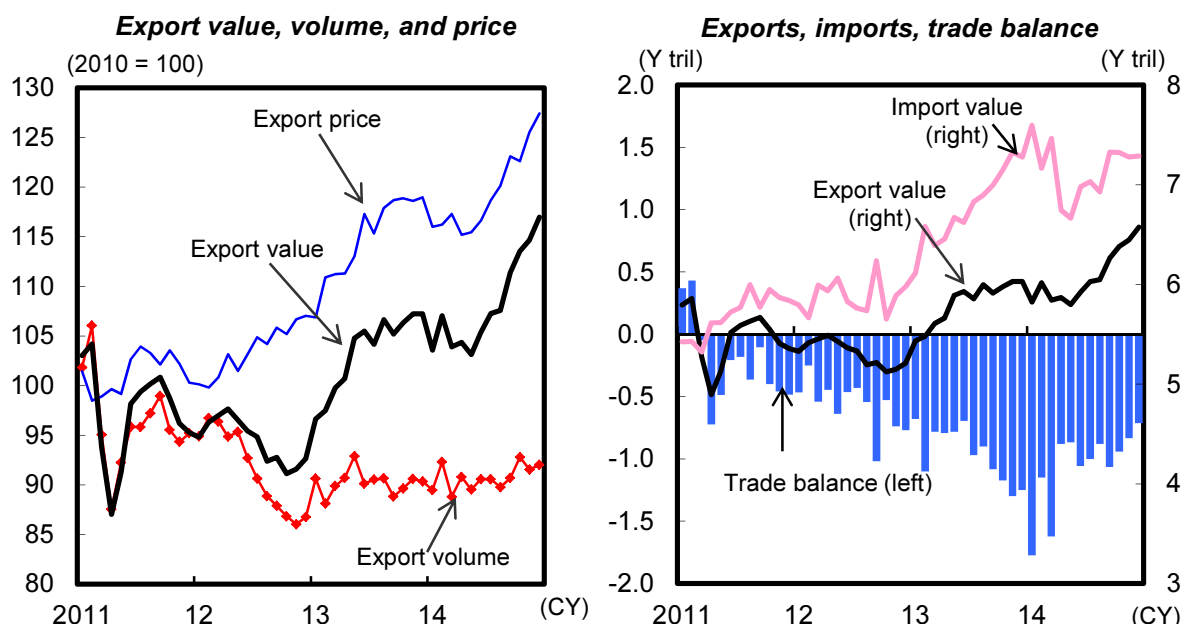 Export value, volume, and price
(2010 = 100)
130
125
120
115
110
105
100
95
90
85
80
Export price
Export value
Export volume
2011
12
13
14
(CY)
Exports, imports, trade balance
(Y tril)
(Y tril)
2.0
1.5
1.0
0.5
0.0
-0.5
-1.0
-1.5
-2.0
8
7
6
5
4
3
Import value
(right)
Export value
(right)
Trade balance (left)
2011
12
13
14
(CY)